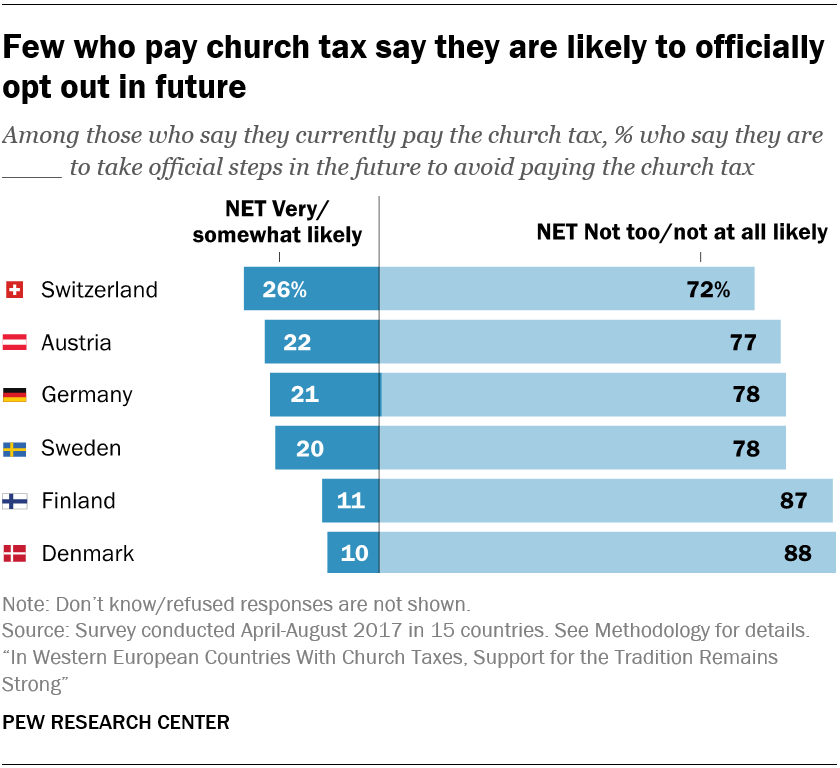 Few who pay church tax say they are likely to officially
opt out in future
Among those who say they currently pay the church tax, % who say they are
____ to take official steps in the future to avoid paying the church tax
NET Very/
somewhat likely
NET Not too/not at all likely
Switzerland 26% 72%
Austria 22 77
Germany 21 78
Sweden 20 78
Finland 11 87
Denmark 10 88
Note: Don’t know/refused responses are not shown.
Source: Survey conducted April-August 2017 in 15 countries. See Methodology for details.
“In Western European Countries With Church Taxes, Support for the Tradition Remains
Strong”
PEW RESEARCH CENTER